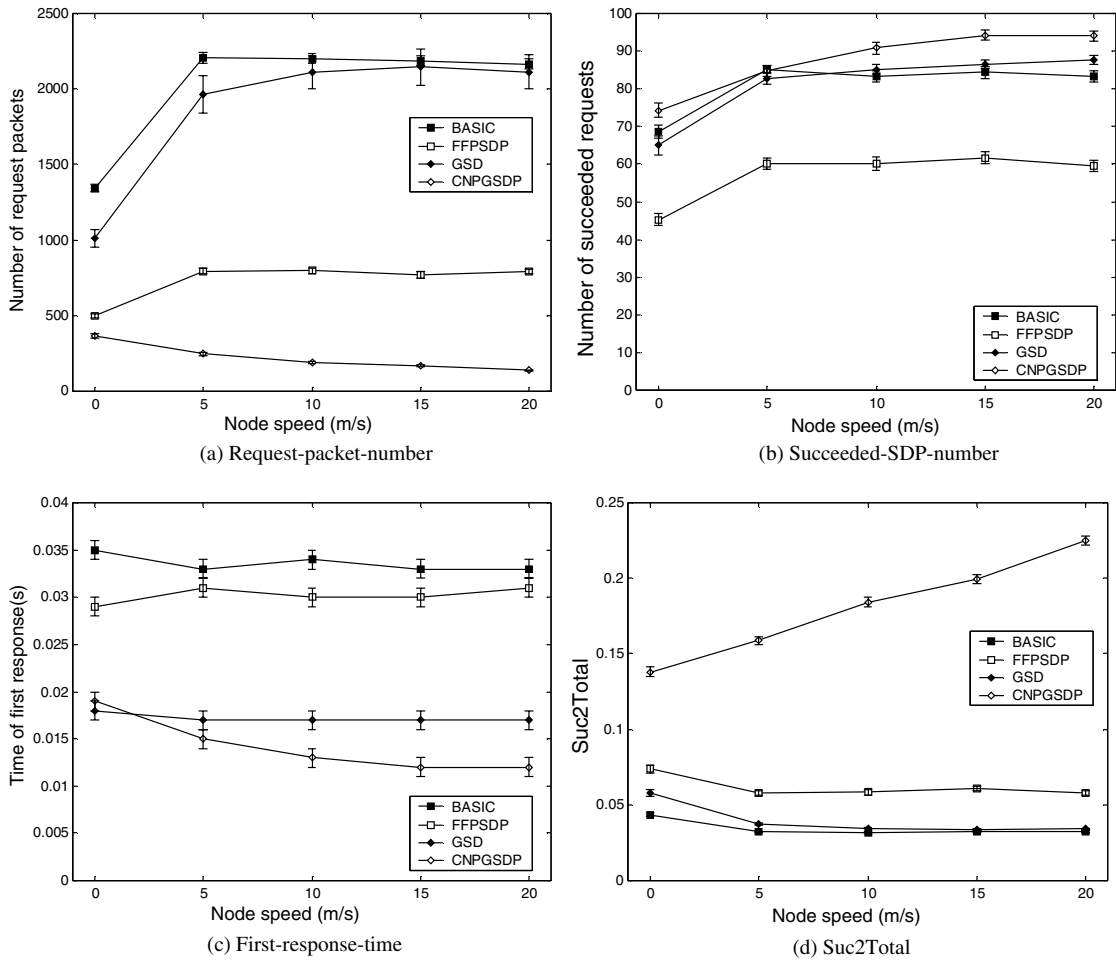 2500
2000
1500
1000
500
0
Number of request packets
BASIC
FFPSDP
GSD
CNPGSDP
0 5 10 15 20
Node speed (m/s)
(a) Request-packet-number
100
90
80
70
60
50
40
30
20
10
0
Number of succeeded requests
BASIC
FFPSDP
GSD
CNPGSDP
0 5 10 15 20
Node speed (m/s)
(b) Succeeded-SDP-number
0.04
0.035
0.03
0.025
0.02
0.015
0.01
0.005
0
Time of first response(s)
BASIC
FFPSDP
GSD
CNPGSDP
0 5 10 15 20
Node speed (m/s)
(c) First-response-time
0.25
0.2
0.15
0.1
0.05
0
Suc2Total
BASIC
FFPSDP
GSD
CNPGSDP
0 5 10 15 20
Node speed (m/s)
(d) Suc2Total